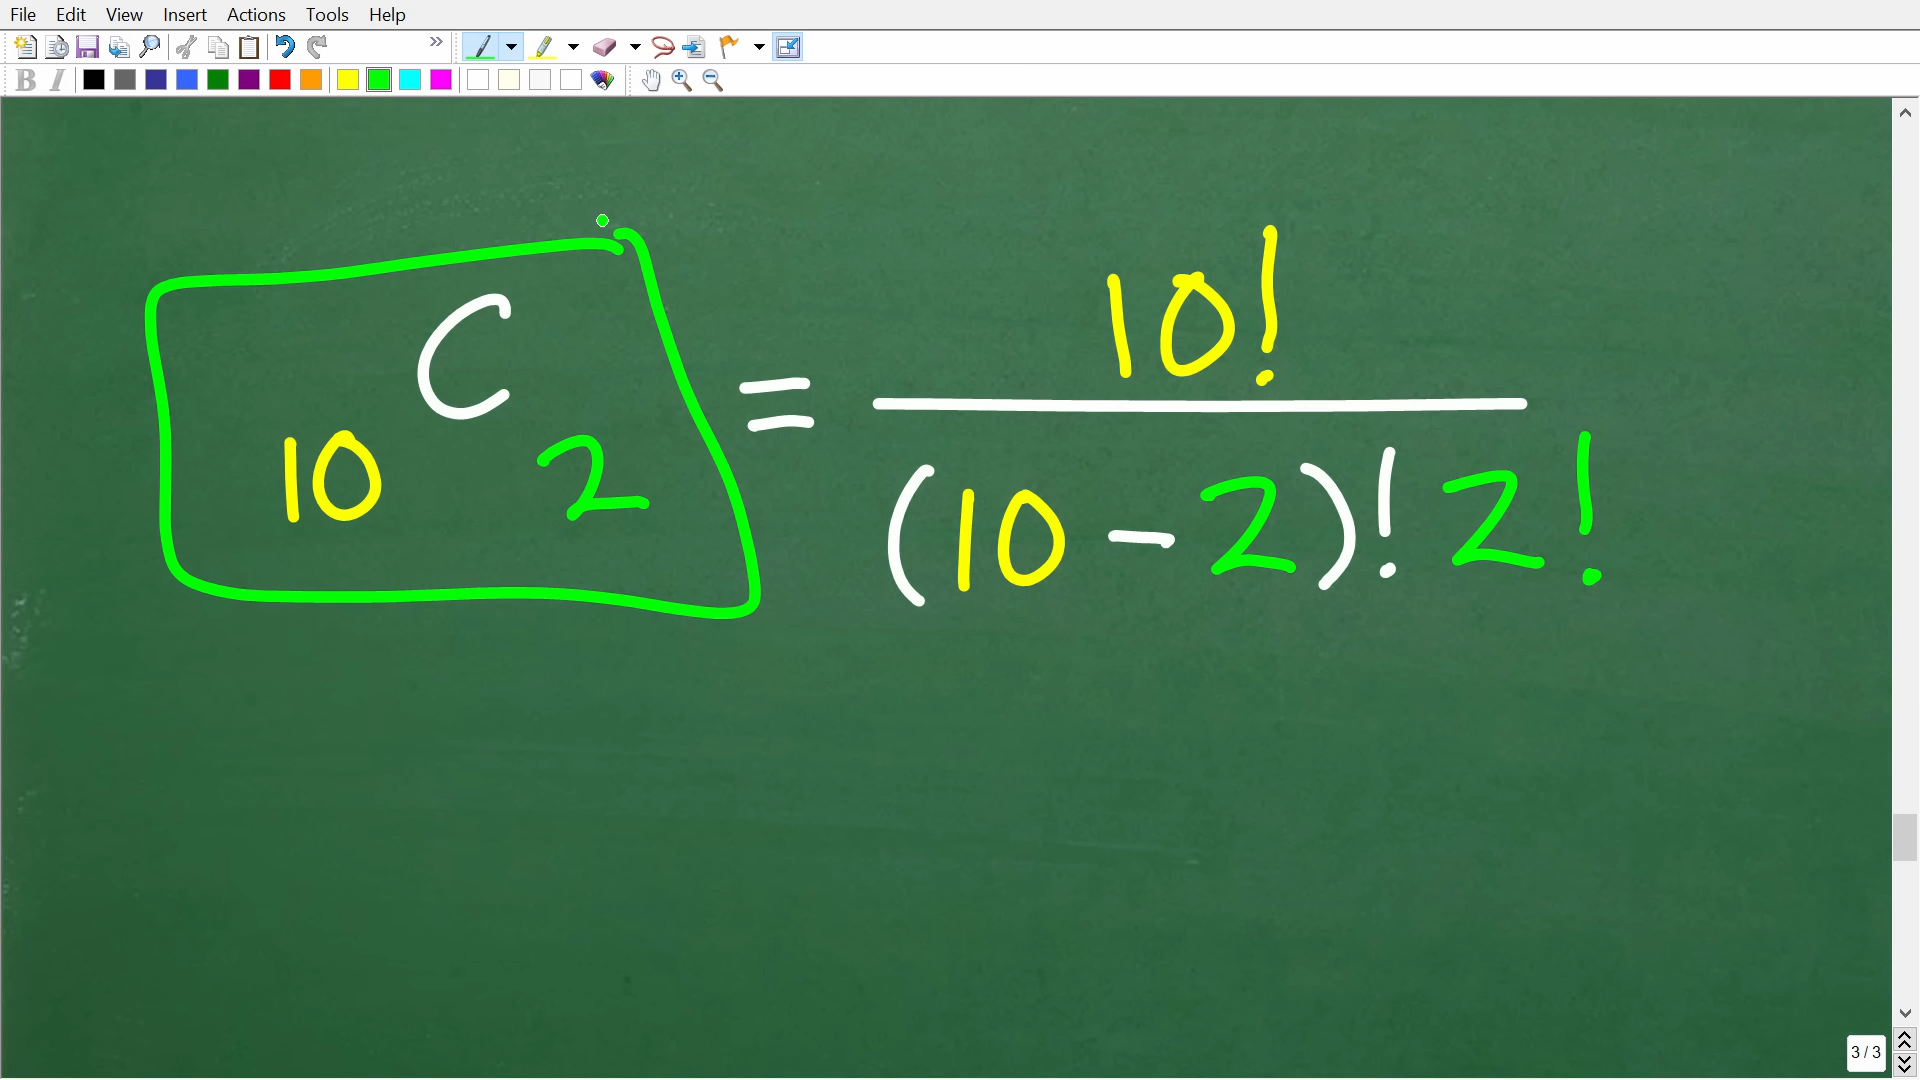 File Edit View Insert Actions Tools Help
B I
C
10 2
=
10!
(10 - 2)! 2!
3 / 3